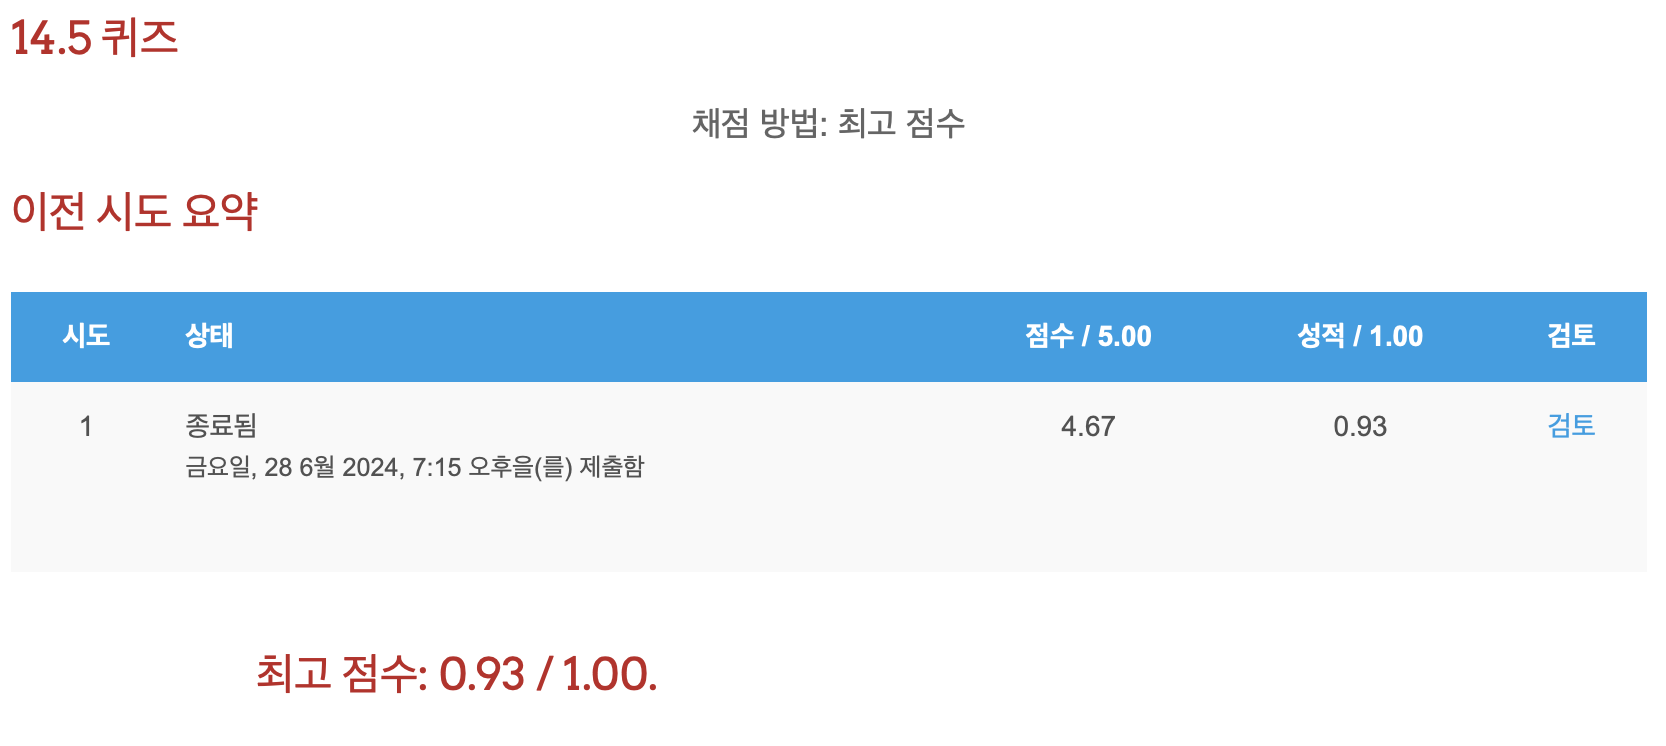 14.5 퀴즈
채점 방법: 최고 점수
이전 시도 요약
시도 상태 점수 / 5.00 성적 / 1.00 검토
1 종료됨 4.67 0.93 검토
금요일, 28 6월 2024, 7:15 오후을(를) 제출함
최고 점수: 0.93 / 1.00.